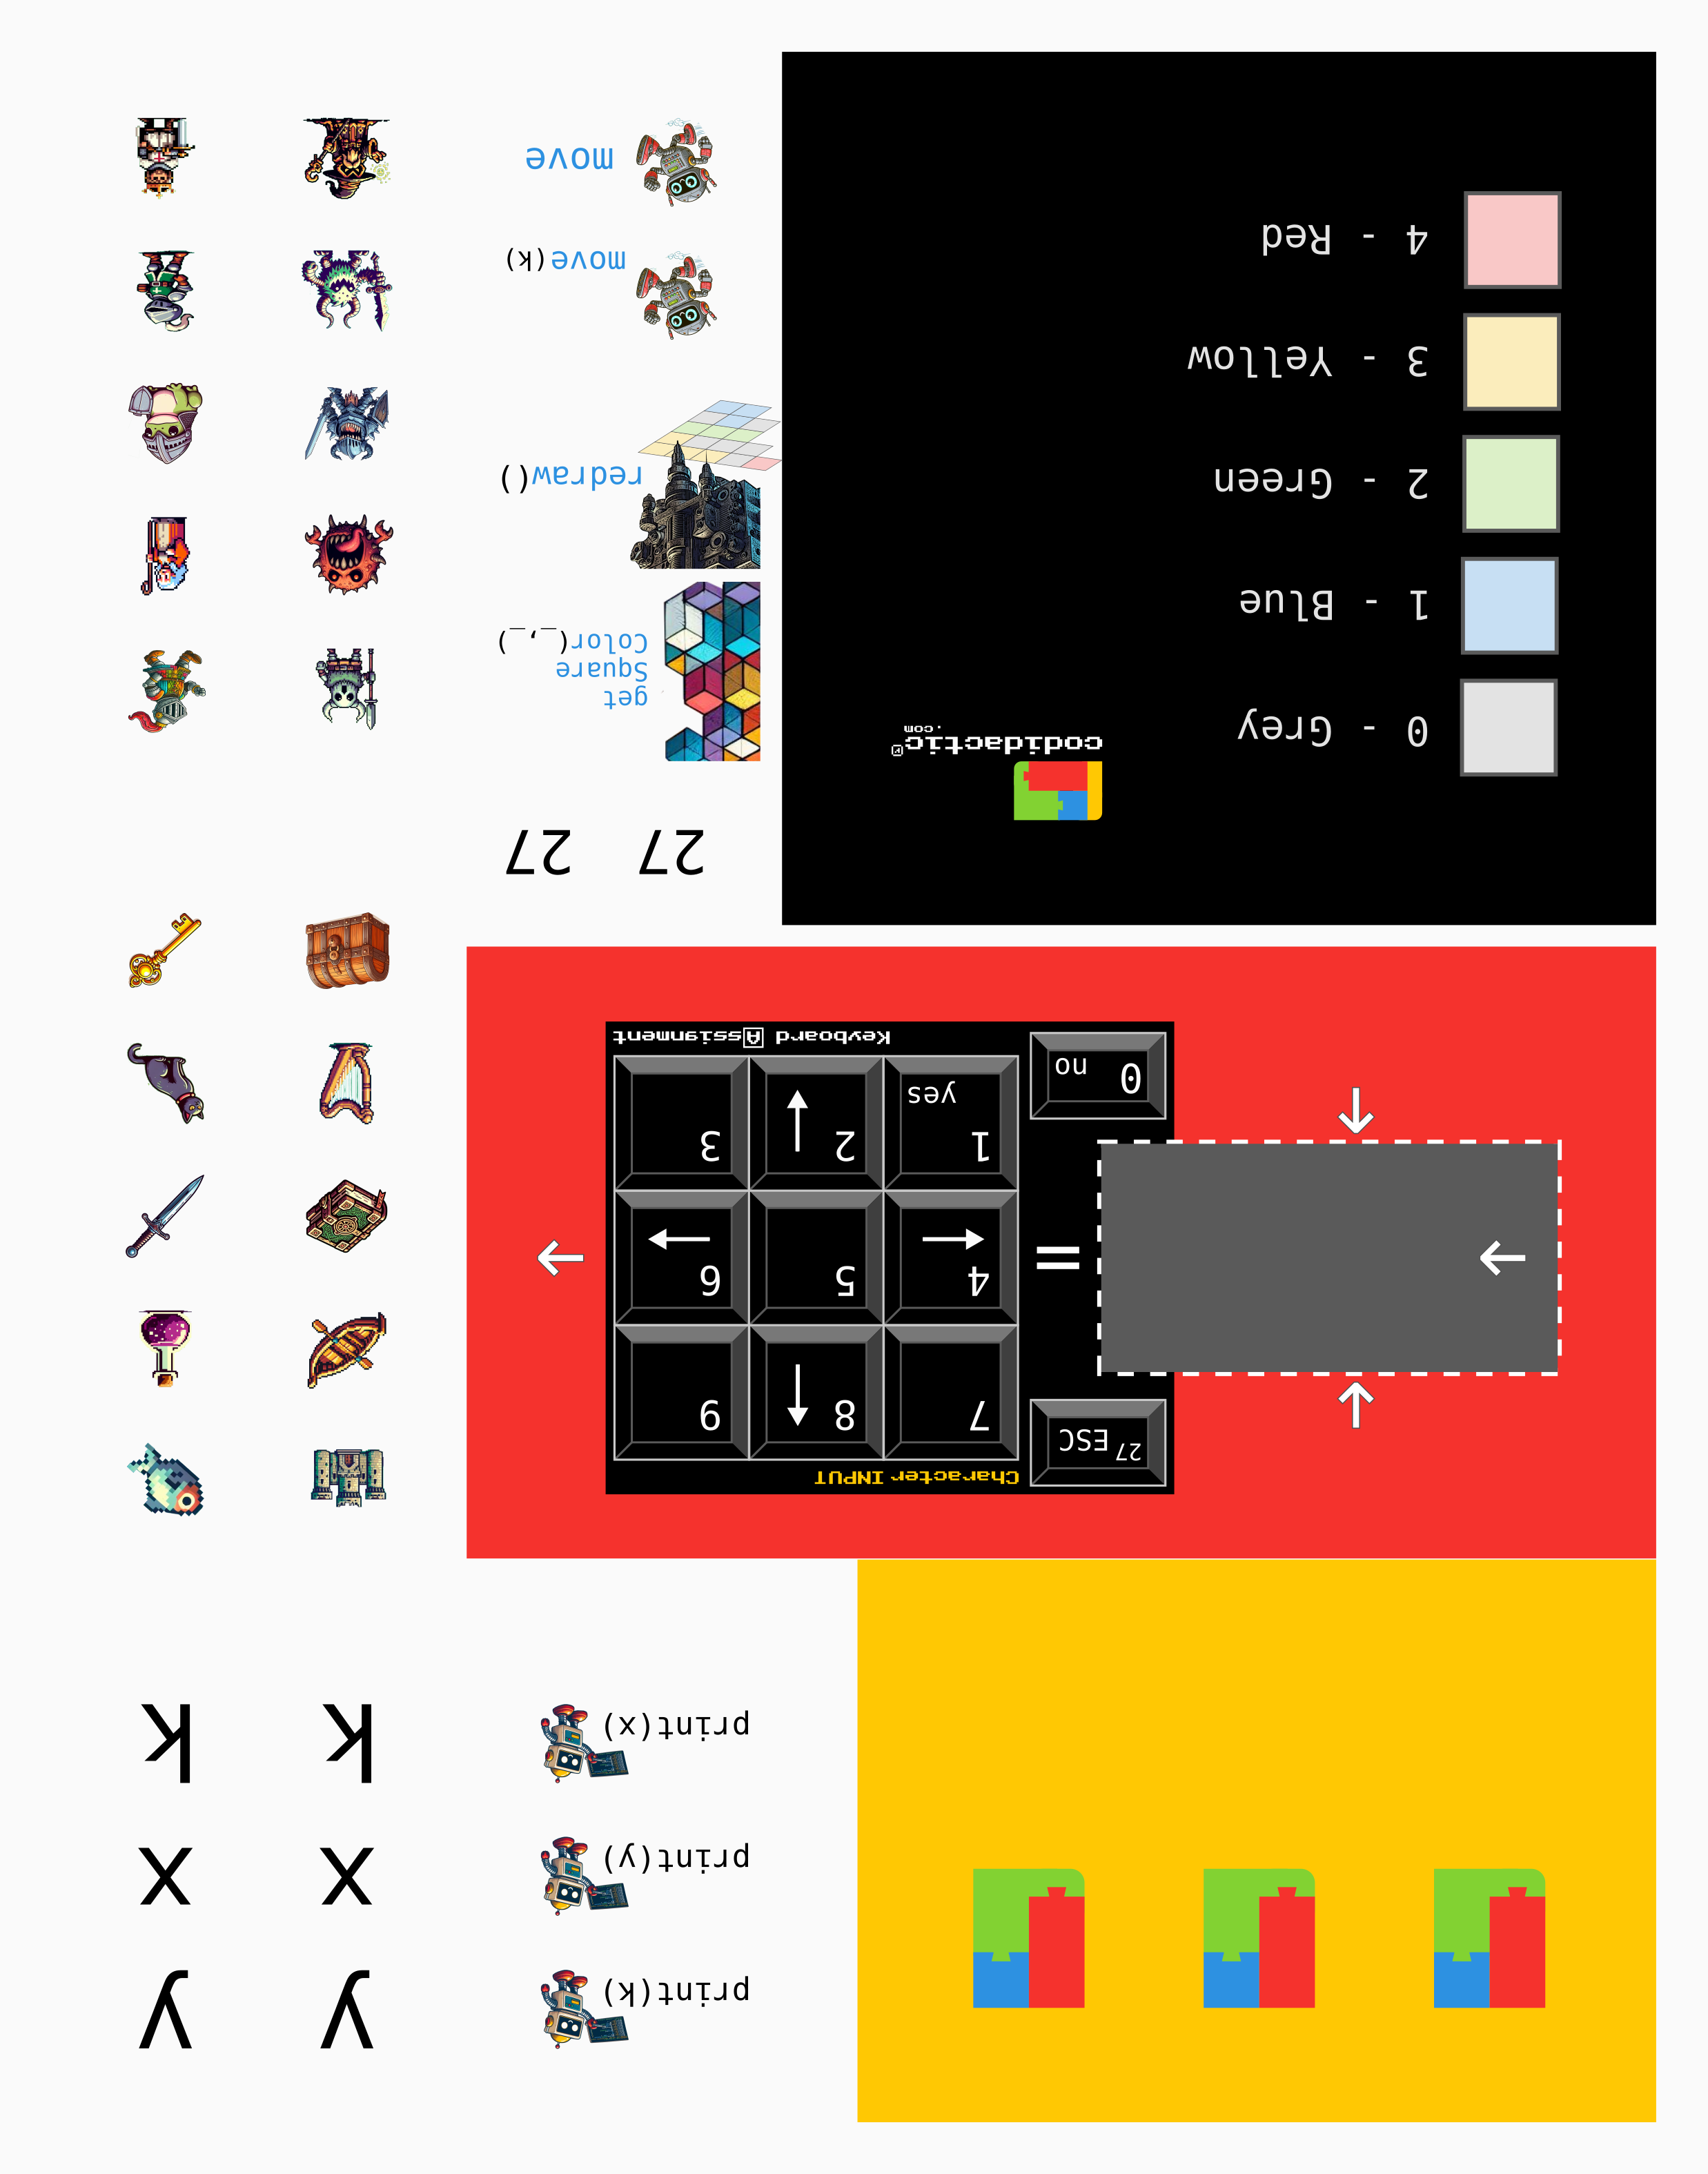 print(k) y y
print(y) x x
print(x) k k
Character INPUT
27 ESC
7 8 9
4 5 6
=
1 2 3
yes
0 no
Keyboard Assignment
27 27
codidactic®
.com
0 - Grey
1 - Blue
2 - Green
3 - Yellow
4 - Red
get
Square
Color(_,_)
redraw()
move(k)
move